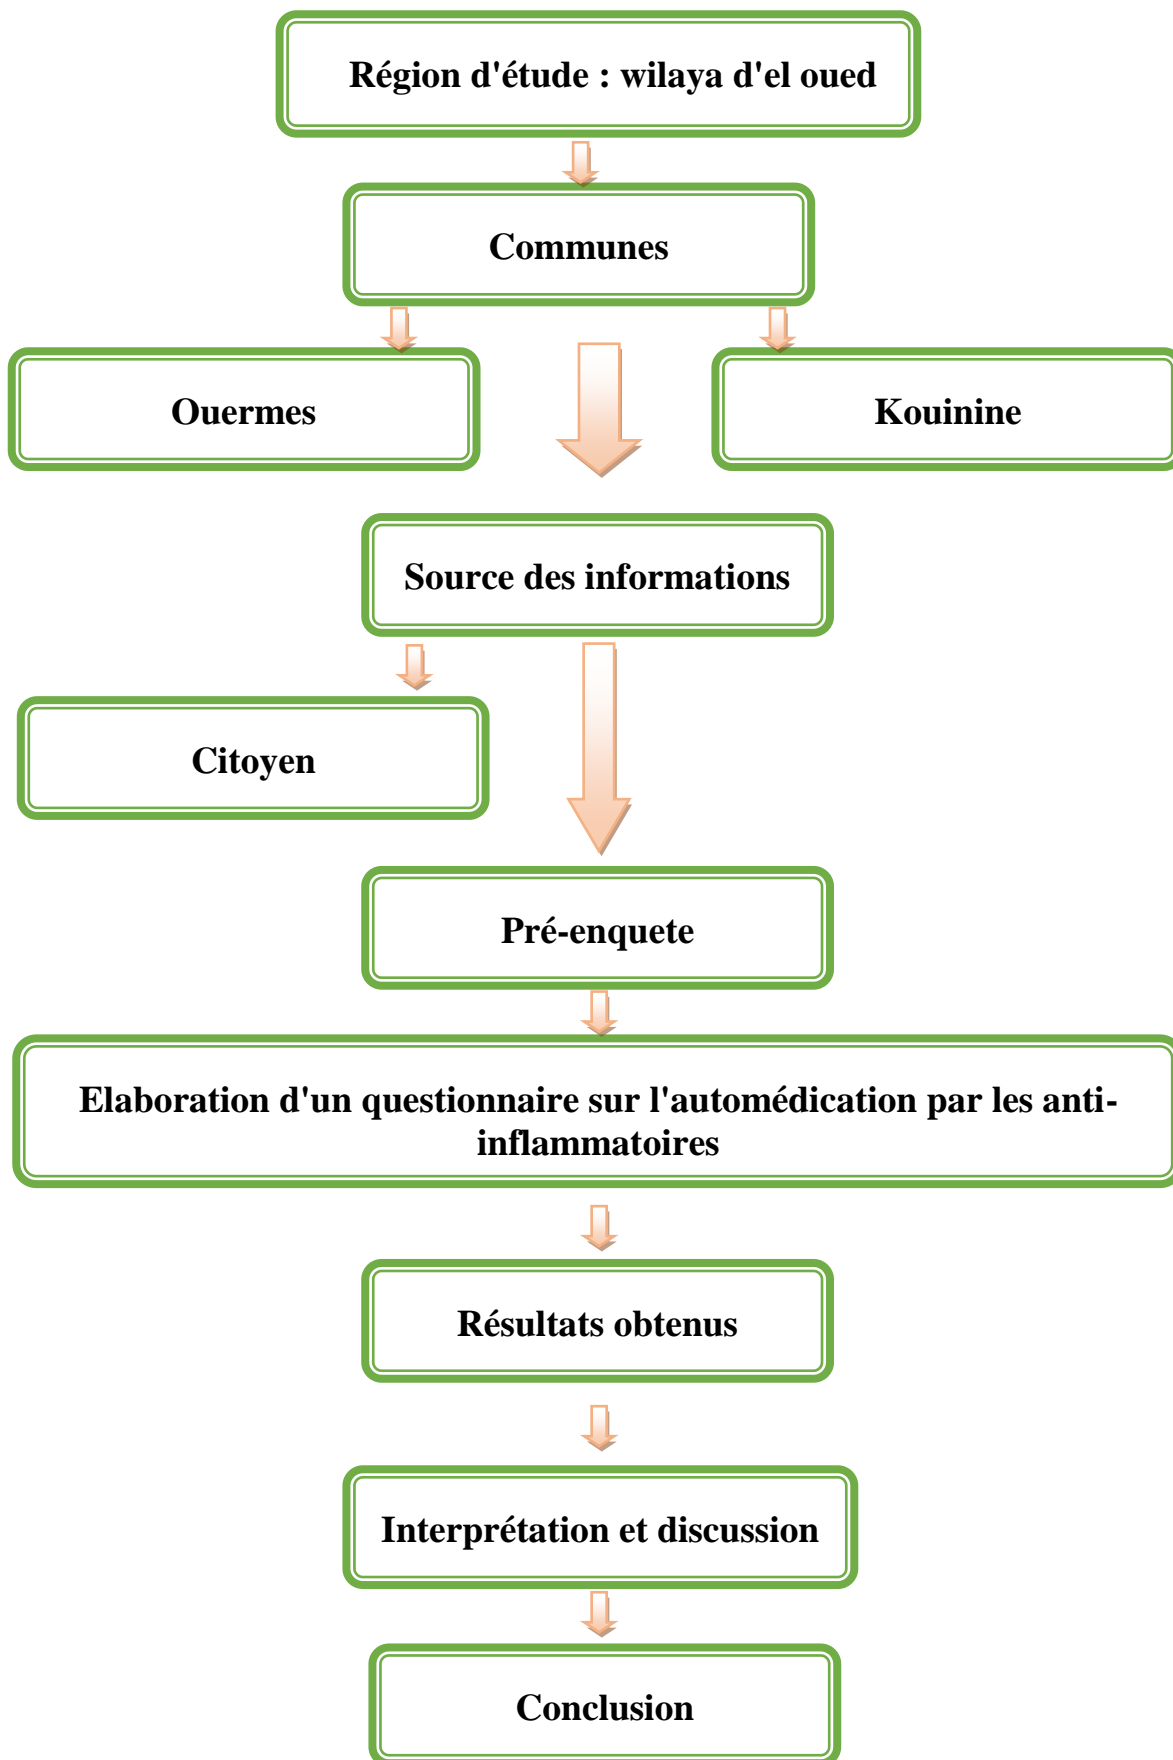 Région d'étude : wilaya d'el oued
Communes
Ouermes
Kouinine
Source des informations
Citoyen
Pré-enquete
Elaboration d'un questionnaire sur l'automédication par les anti-
inflammatoires
Résultats obtenus
Interprétation et discussion
Conclusion